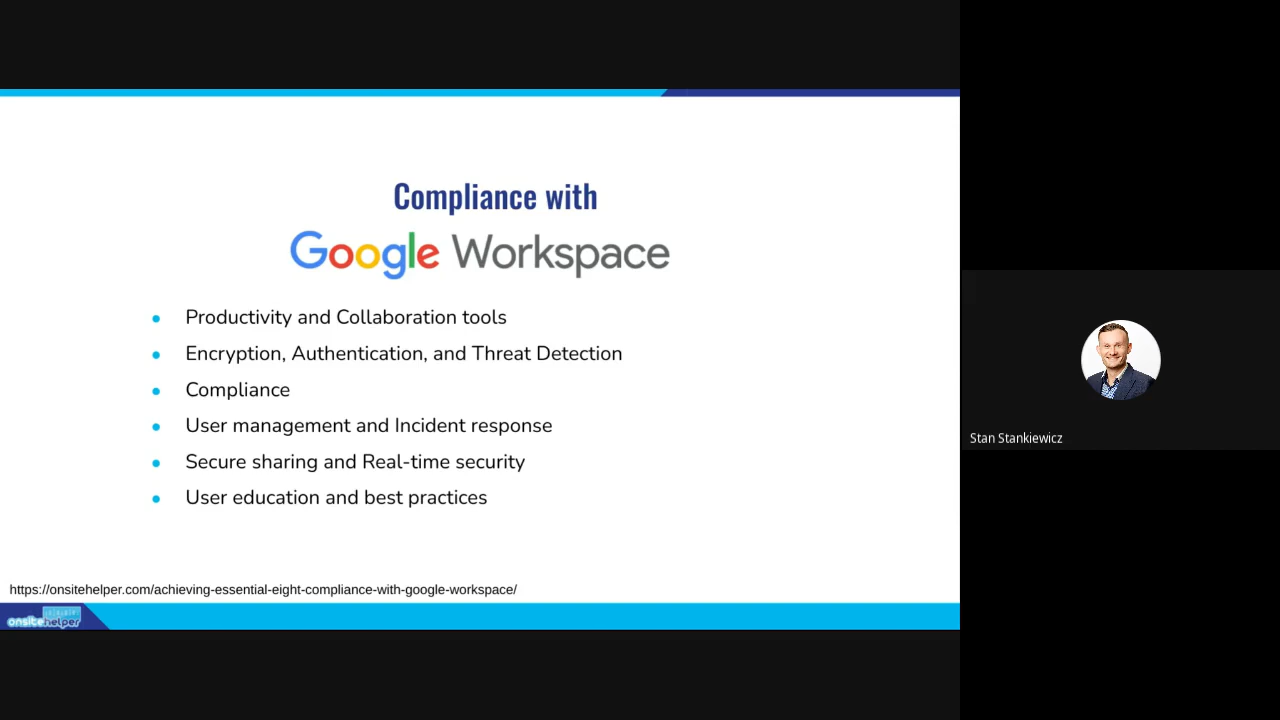 Compliance with
Google Workspace
Productivity and Collaboration tools
Encryption, Authentication, and Threat Detection
Compliance
User management and Incident response
Secure sharing and Real-time security
User education and best practices
https://onsitehelper.com/achieving-essential-eight-compliance-with-google-workspace/
onsitehelper
Stan Stankiewicz